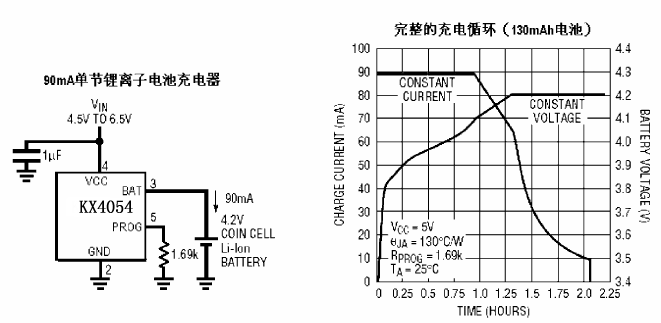 90mA单节锂离子电池充电器
VIN
4.5V TO 6.5V
1μF
4
VCC
BAT
3
KX4054
PROG
5
GND
2
1.69k
90mA
4.2V
COIN CELL
Li-Ion
BATTERY
完整的充电循环（130mAh电池）
CHARGE CURRENT (mA)
100
90
80
70
60
50
40
30
20
10
0
CONSTANT
CURRENT
CONSTANT
VOLTAGE
VCC = 5V
θJA = 130°C/W
RPROG = 1.69k
TA = 25°C
4.4
4.3
4.2
4.1
4.0
3.9
3.8
3.7
3.6
3.5
3.4
BATTERY VOLTAGE (V)
0 0.25 0.5 0.75 1.0 1.25 1.5 1.75 2.0 2.25
TIME (HOURS)